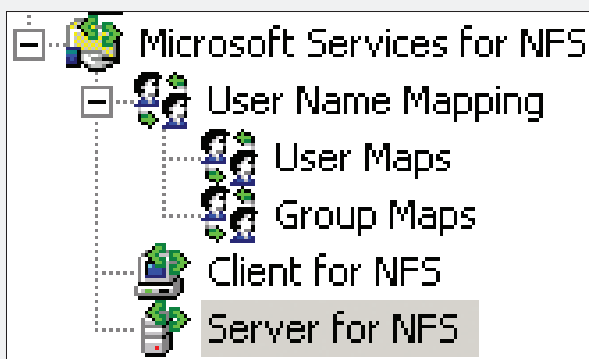 Microsoft Services for NFS
User Name Mapping
User Maps
Group Maps
Client for NFS
Server for NFS